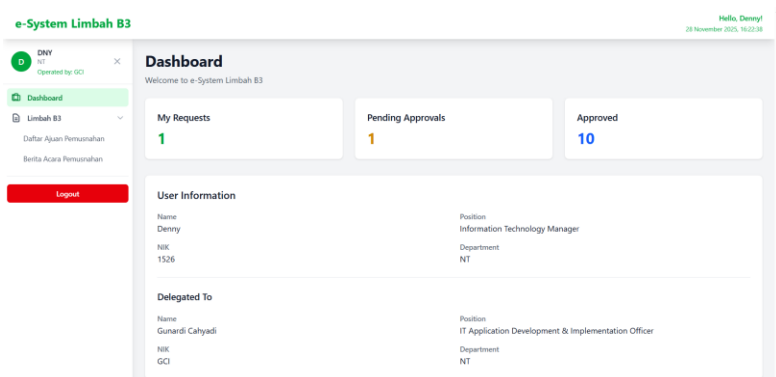 e-System Limbah B3
Hello, Denny!
28 November 2025, 16:22:38
D
DNY
NT
Operated by: GCI
Dashboard
Limbah B3
Daftar Ajuan Pemusnahan
Berita Acara Pemusnahan
Logout
Dashboard
Welcome to e-System Limbah B3
My Requests
1
Pending Approvals
1
Approved
10
User Information
Name
Denny
Position
Information Technology Manager
NIK
1526
Department
NT
Delegated To
Name
Gunardi Cahyadi
Position
IT Application Development & Implementation Officer
NIK
GCI
Department
NT